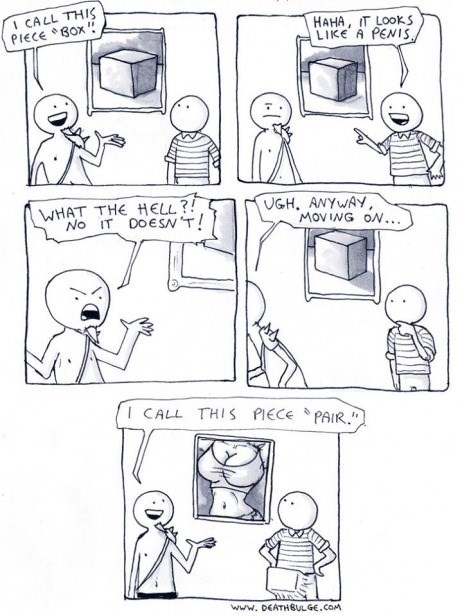 I CALL THIS
PIECE "BOX".
HAHA, IT LOOKS
LIKE A PENIS.
WHAT THE HELL?!
NO IT DOESN'T!
UGH. ANYWAY,
MOVING ON...
I CALL THIS PIECE "PAIR."
WWW.DEATHBULGE.COM